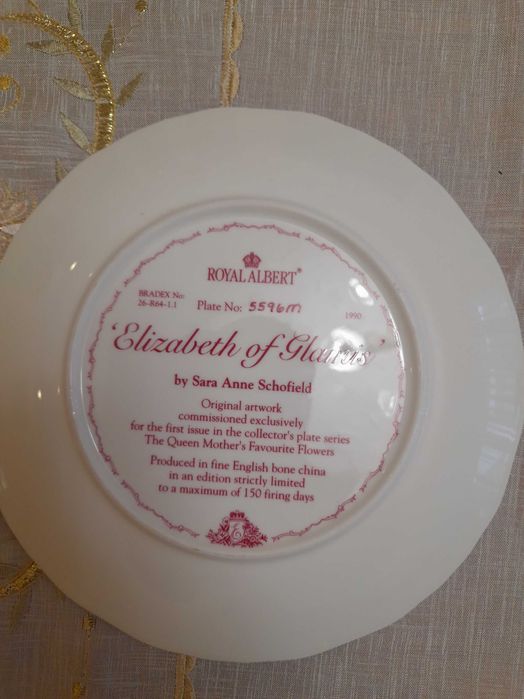 ROYAL ALBERT®
BRADEX No:
26-R64-1.1
Plate No: 5596m
1990
'Elizabeth of Glamis'
by Sara Anne Schofield
Original artwork
commissioned exclusively
for the first issue in the collector's plate series
The Queen Mother's Favourite Flowers
Produced in fine English bone china
in an edition strictly limited
to a maximum of 150 firing days
E